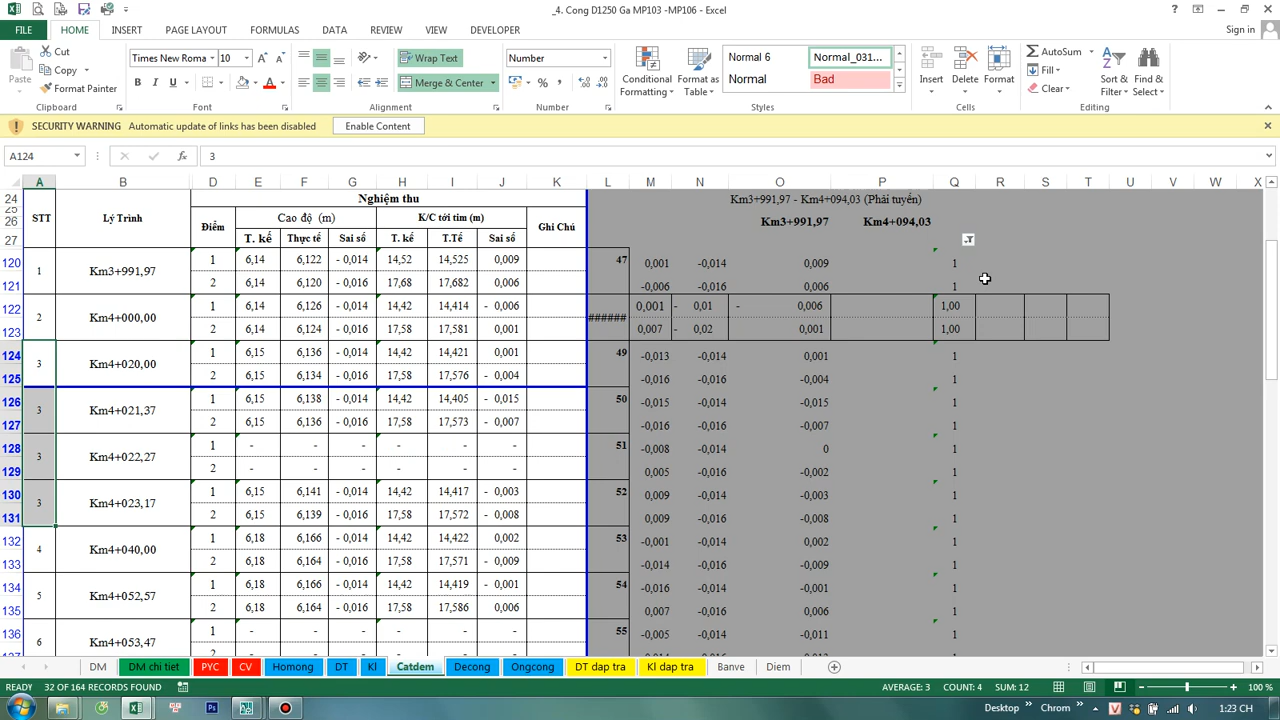 _4. Cong D1250 Ga MP103 -MP106 - Excel
FILE HOME INSERT PAGE LAYOUT FORMULAS DATA REVIEW VIEW DEVELOPER Sign in
Cut Times New Roma 10 Wrap Text Number Normal 6 Normal_031... AutoSum
Paste Copy Merge & Center Conditional Formatting Format as Table Normal Bad Insert Delete Format Fill Sort & Filter Find & Select
Format Painter Clear
Clipboard Font Alignment Number Styles Cells Editing
SECURITY WARNING Automatic update of links has been disabled Enable Content
A124 3
A B D E F G H I J K L M N O P Q R S T U V W X
24 Nghiệm thu Km3+991,97 - Km4+094,03 (Phải tuyến)
25
26 STT Lý Trình Điểm Cao độ (m) K/C tới tim (m) Ghi Chú Km3+991,97 Km4+094,03
27 T. kế Thực tế Sai số T. kế T.Tế Sai số
120 1 Km3+991,97 1 6,14 6,122 - 0,014 14,52 14,525 0,009 47 0,001 -0,014 0,009 1
121 2 6,14 6,120 - 0,016 17,68 17,682 0,006 -0,006 -0,016 0,006 1
122 2 Km4+000,00 1 6,14 6,126 - 0,014 14,42 14,414 - 0,006 ###### 0,001 - 0,01 - 0,006 1,00
123 2 6,14 6,124 - 0,016 17,58 17,581 0,001 0,007 - 0,02 0,001 1,00
124 3 Km4+020,00 1 6,15 6,136 - 0,014 14,42 14,421 0,001 49 -0,013 -0,014 0,001 1
125 2 6,15 6,134 - 0,016 17,58 17,576 - 0,004 -0,016 -0,016 -0,004 1
126 3 Km4+021,37 1 6,15 6,138 - 0,014 14,42 14,405 - 0,015 50 -0,015 -0,014 -0,015 1
127 2 6,15 6,136 - 0,016 17,58 17,573 - 0,007 -0,016 -0,016 -0,007 1
128 3 Km4+022,27 1 - - - - - - 51 -0,008 -0,014 0 1
129 2 - - - - - - 0,005 -0,016 -0,002 1
130 3 Km4+023,17 1 6,15 6,141 - 0,014 14,42 14,417 - 0,003 52 0,009 -0,014 -0,003 1
131 2 6,15 6,139 - 0,016 17,58 17,572 - 0,008 0,009 -0,016 -0,008 1
132 4 Km4+040,00 1 6,18 6,166 - 0,014 14,42 14,422 0,002 53 -0,001 -0,014 0,002 1
133 2 6,18 6,164 - 0,016 17,58 17,571 - 0,009 -0,014 -0,016 -0,009 1
134 5 Km4+052,57 1 6,18 6,166 - 0,014 14,42 14,419 - 0,001 54 0,009 -0,014 -0,001 1
135 2 6,18 6,164 - 0,016 17,58 17,586 0,006 0,007 -0,016 0,006 1
136 6 Km4+053,47 1 - - - - - - 55 -0,005 -0,014 -0,011 1
DM DM chi tiet PYC CV Homong DT Kl Catdem Decong Ongcong DT dap tra Kl dap tra Banve Diem
READY 32 OF 164 RECORDS FOUND AVERAGE: 3 COUNT: 4 SUM: 12 100 %
Desktop » Chrom » 1:23 CH